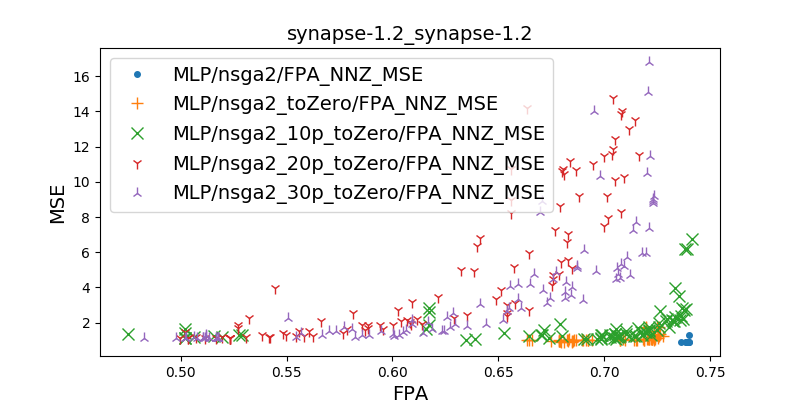 synapse-1.2_synapse-1.2
MLP/nsga2/FPA_NNZ_MSE
MLP/nsga2_toZero/FPA_NNZ_MSE
MLP/nsga2_10p_toZero/FPA_NNZ_MSE
MLP/nsga2_20p_toZero/FPA_NNZ_MSE
MLP/nsga2_30p_toZero/FPA_NNZ_MSE
MSE
16
14
12
10
8
6
4
2
0.50 0.55 0.60 0.65 0.70 0.75
FPA